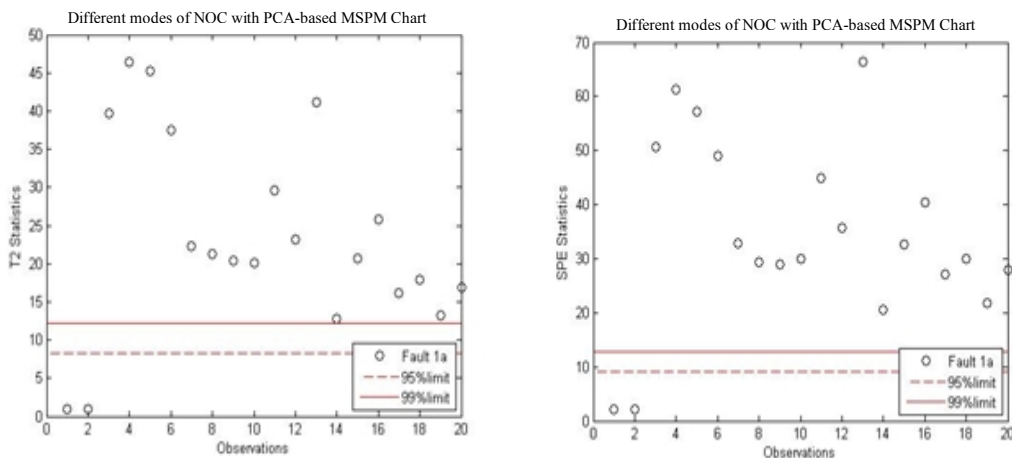 Different modes of NOC with PCA-based MSPM Chart
50
45
40
35
30
25
20
15
10
5
0
T2 Statistics
0 2 4 6 8 10 12 14 16 18 20
Observations
Fault 1a
95%limit
99%limit
Different modes of NOC with PCA-based MSPM Chart
70
60
50
40
30
20
10
0
SPE Statistics
0 2 4 6 8 10 12 14 16 18 20
Observations
Fault 1a
95%limit
99%limit